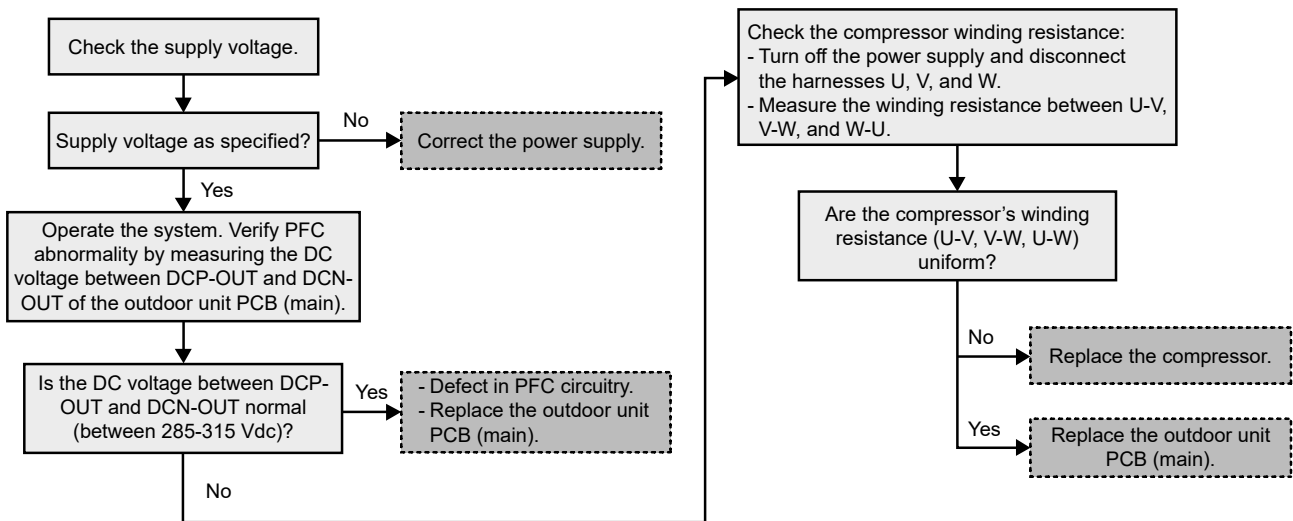 Check the supply voltage.
Supply voltage as specified?
No
Correct the power supply.
Yes
Operate the system. Verify PFC
abnormality by measuring the DC
voltage between DCP-OUT and DCN-
OUT of the outdoor unit PCB (main).
Is the DC voltage between DCP-
OUT and DCN-OUT normal
(between 285-315 Vdc)?
Yes
- Defect in PFC circuitry.
- Replace the outdoor unit
PCB (main).
No
Check the compressor winding resistance:
- Turn off the power supply and disconnect
the harnesses U, V, and W.
- Measure the winding resistance between U-V,
V-W, and W-U.
Are the compressor’s winding
resistance (U-V, V-W, U-W)
uniform?
No
Replace the compressor.
Yes
Replace the outdoor unit
PCB (main).